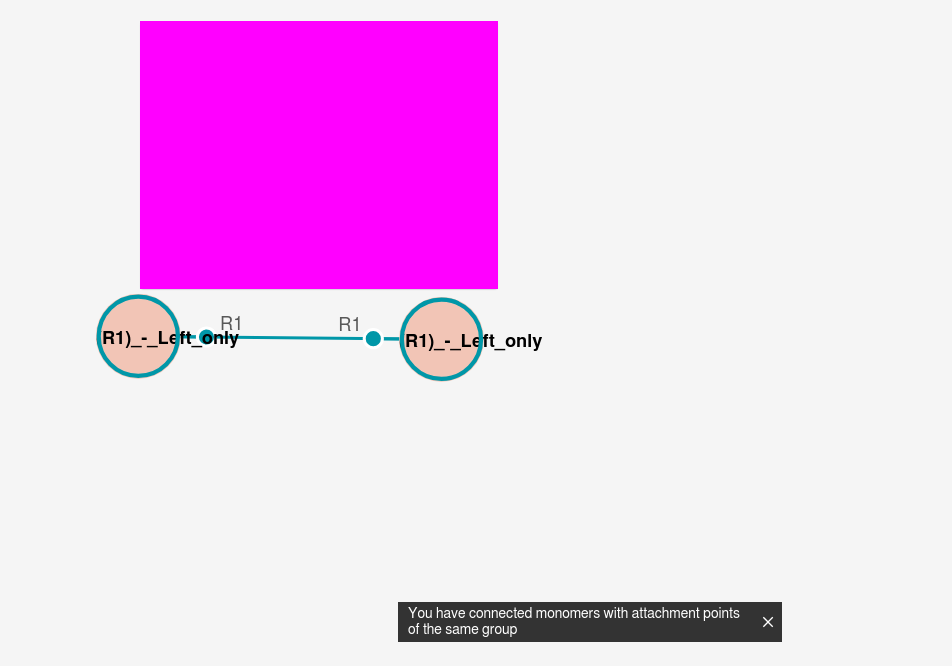 R1
R1
R1)_-_Left_only
R1)_-_Left_only
You have connected monomers with attachment points
of the same group